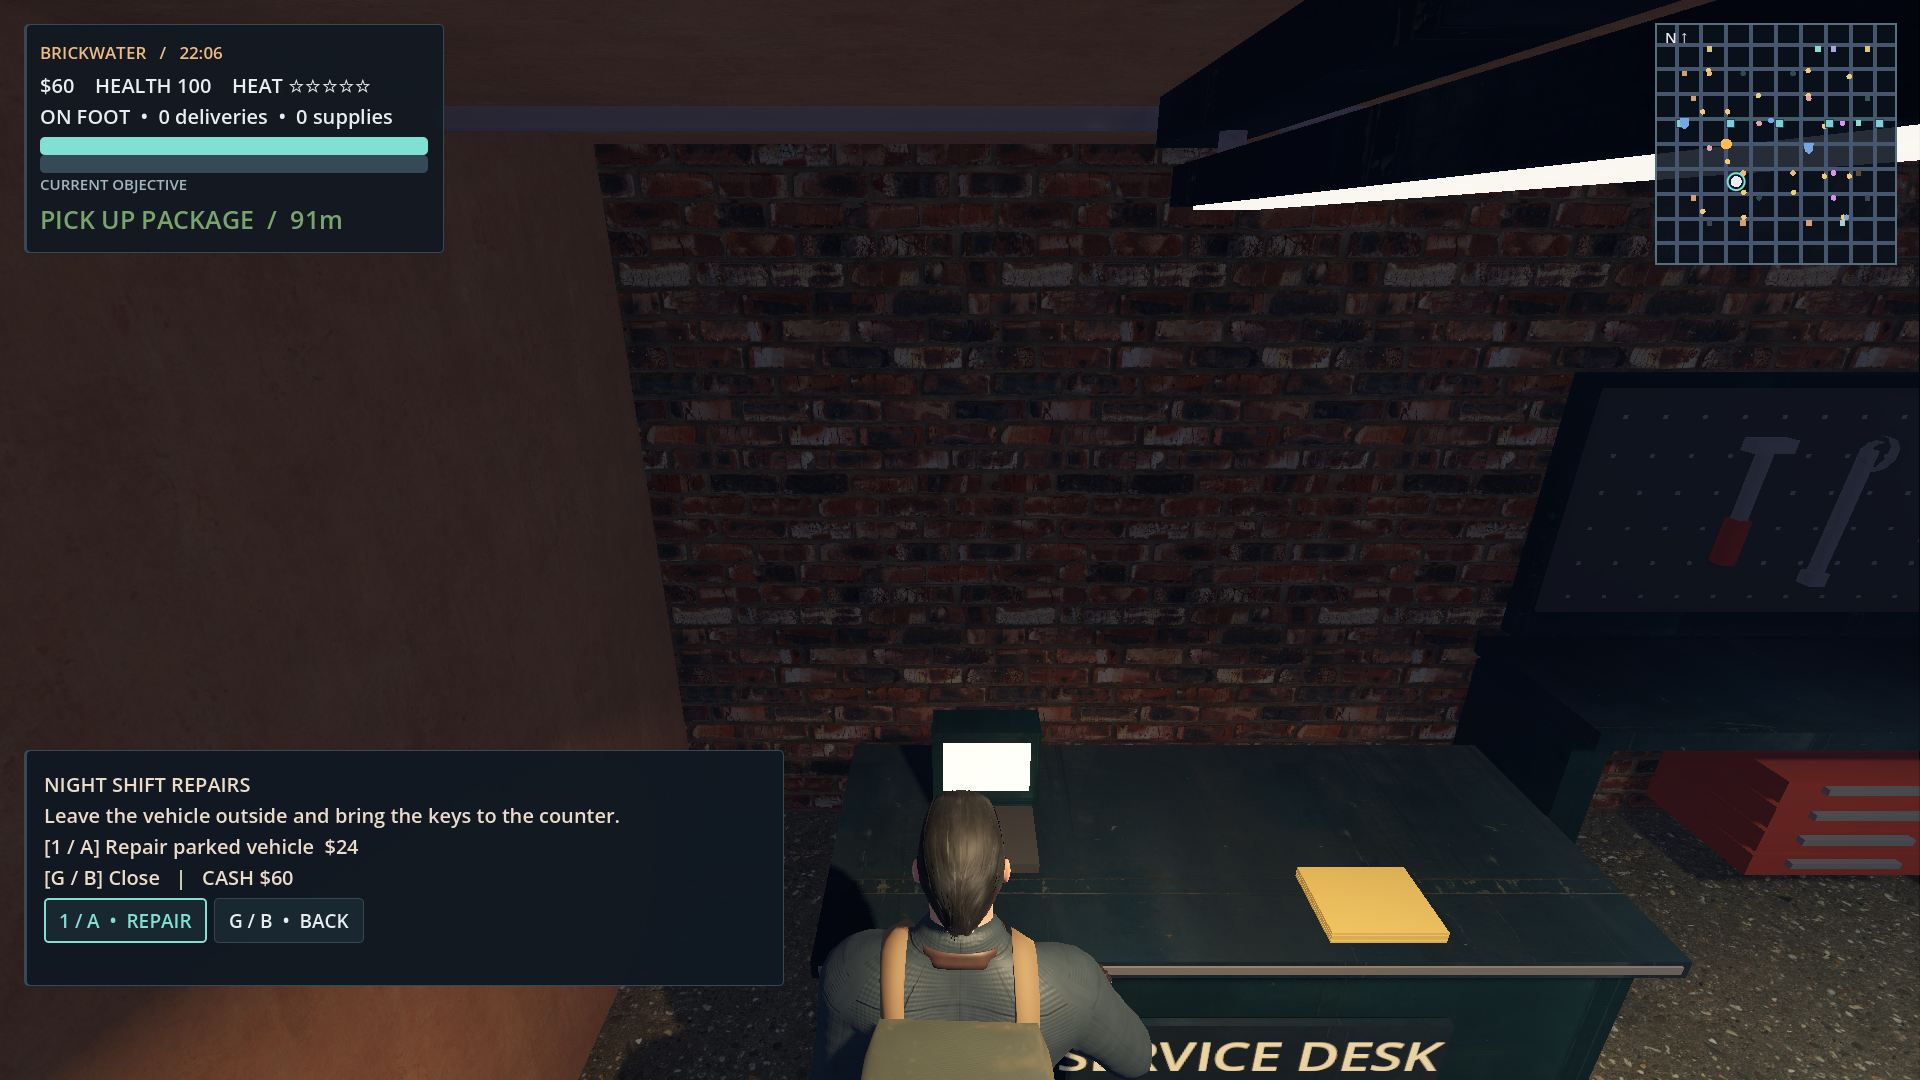 BRICKWATER / 22:06
$60 HEALTH 100 HEAT ☆☆☆☆☆
ON FOOT • 0 deliveries • 0 supplies
CURRENT OBJECTIVE
PICK UP PACKAGE / 91m
N ↑
NIGHT SHIFT REPAIRS
Leave the vehicle outside and bring the keys to the counter.
[1 / A] Repair parked vehicle $24
[G / B] Close | CASH $60
1 / A • REPAIR
G / B • BACK
SERVICE DESK